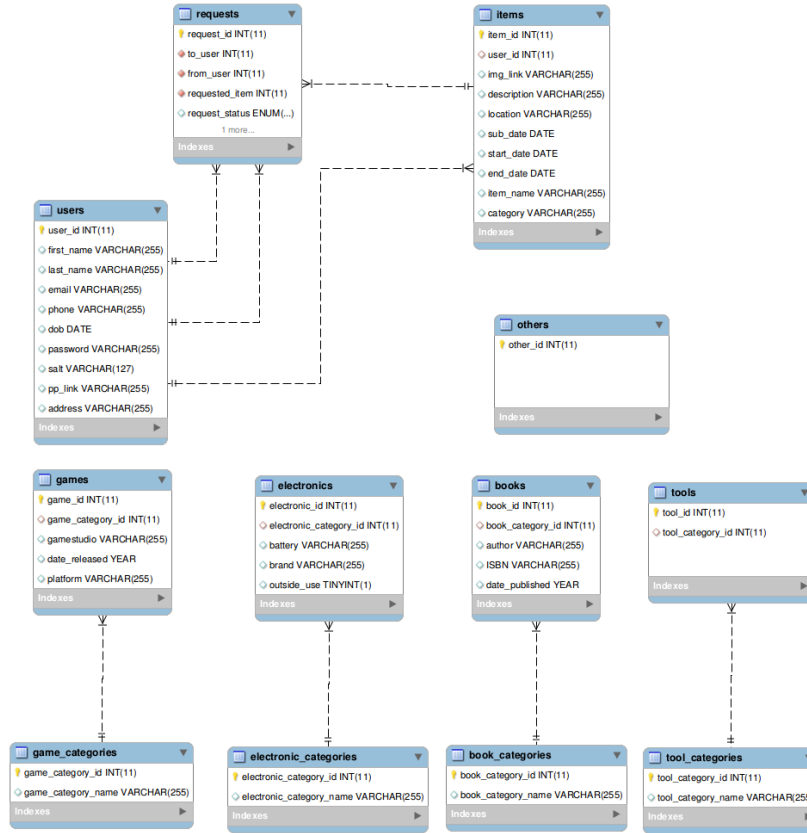 requests
request_id INT(11)
to_user INT(11)
from_user INT(11)
requested_item INT(11)
request_status ENUM(...)
1 more...
Indexes
items
item_id INT(11)
user_id INT(11)
img_link VARCHAR(255)
description VARCHAR(255)
location VARCHAR(255)
sub_date DATE
start_date DATE
end_date DATE
item_name VARCHAR(255)
category VARCHAR(255)
Indexes
users
user_id INT(11)
first_name VARCHAR(255)
last_name VARCHAR(255)
email VARCHAR(255)
phone VARCHAR(255)
dob DATE
password VARCHAR(255)
salt VARCHAR(127)
pp_link VARCHAR(255)
address VARCHAR(255)
Indexes
others
other_id INT(11)
Indexes
games
game_id INT(11)
game_category_id INT(11)
gamestudio VARCHAR(255)
date_released YEAR
platform VARCHAR(255)
Indexes
electronics
electronic_id INT(11)
electronic_category_id INT(11)
battery VARCHAR(255)
brand VARCHAR(255)
outside_use TINYINT(1)
Indexes
books
book_id INT(11)
book_category_id INT(11)
author VARCHAR(255)
ISBN VARCHAR(255)
date_published YEAR
Indexes
tools
tool_id INT(11)
tool_category_id INT(11)
Indexes
game_categories
game_category_id INT(11)
game_category_name VARCHAR(255)
Indexes
electronic_categories
electronic_category_id INT(11)
electronic_category_name VARCHAR(255)
Indexes
book_categories
book_category_id INT(11)
book_category_name VARCHAR(255)
Indexes
tool_categories
tool_category_id INT(11)
tool_category_name VARCHAR(255
Indexes